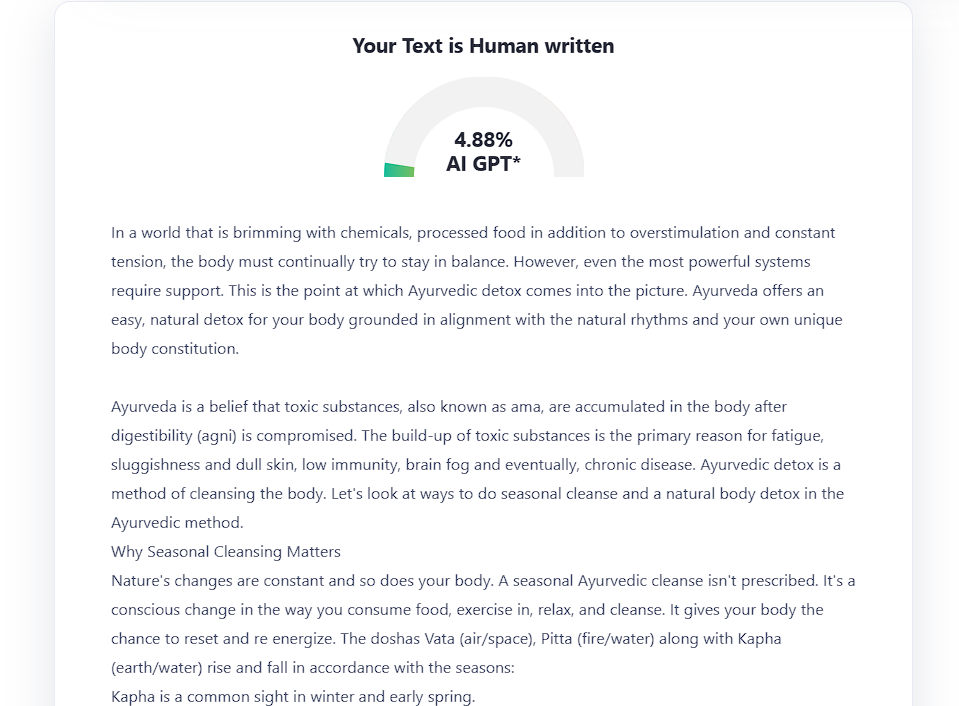 Your Text is Human written
4.88%
AI GPT*
In a world that is brimming with chemicals, processed food in addition to overstimulation and constant
tension, the body must continually try to stay in balance. However, even the most powerful systems
require support. This is the point at which Ayurvedic detox comes into the picture. Ayurveda offers an
easy, natural detox for your body grounded in alignment with the natural rhythms and your own unique
body constitution.
Ayurveda is a belief that toxic substances, also known as ama, are accumulated in the body after
digestibility (agni) is compromised. The build-up of toxic substances is the primary reason for fatigue,
sluggishness and dull skin, low immunity, brain fog and eventually, chronic disease. Ayurvedic detox is a
method of cleansing the body. Let's look at ways to do seasonal cleanse and a natural body detox in the
Ayurvedic method.
Why Seasonal Cleansing Matters
Nature's changes are constant and so does your body. A seasonal Ayurvedic cleanse isn't prescribed. It's a
conscious change in the way you consume food, exercise in, relax, and cleanse. It gives your body the
chance to reset and re energize. The doshas Vata (air/space), Pitta (fire/water) along with Kapha
(earth/water) rise and fall in accordance with the seasons:
Kapha is a common sight in winter and early spring.